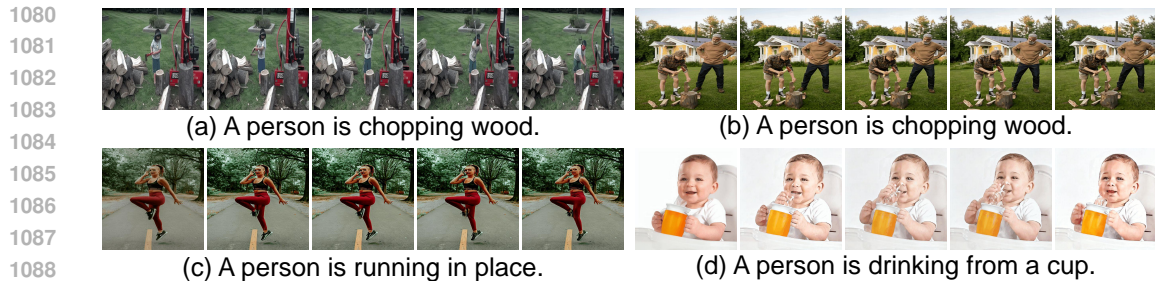 1080
1081
1082
1083
(a) A person is chopping wood.
(b) A person is chopping wood.
1084
1085
1086
1087
(c) A person is running in place.
(d) A person is drinking from a cup.
1088